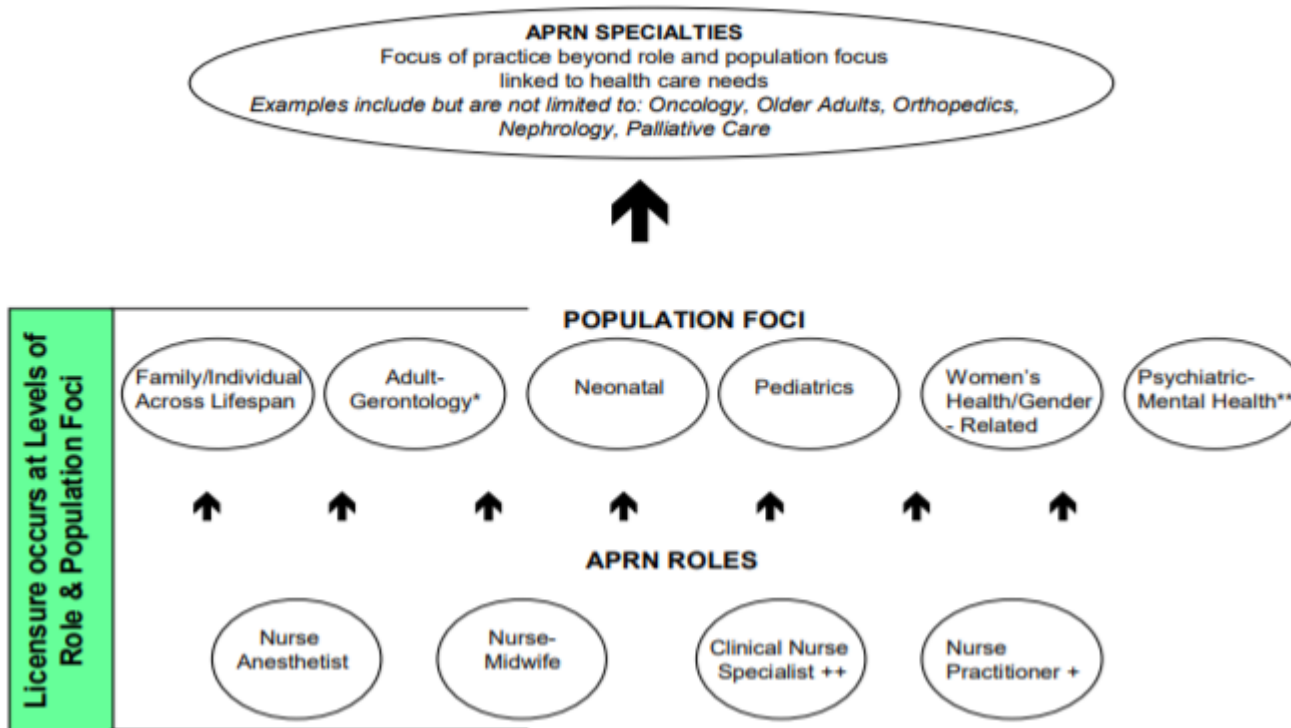 APRN SPECIALTIES
Focus of practice beyond role and population focus
linked to health care needs
Examples include but are not limited to: Oncology, Older Adults, Orthopedics,
Nephrology, Palliative Care
Licensure occurs at Levels of
Role & Population Foci
POPULATION FOCI
Family/Individual
Across Lifespan
Adult-
Gerontology*
Neonatal
Pediatrics
Women's
Health/Gender
- Related
Psychiatric-
Mental Health**
APRN ROLES
Nurse
Anesthetist
Nurse-
Midwife
Clinical Nurse
Specialist ++
Nurse
Practitioner +